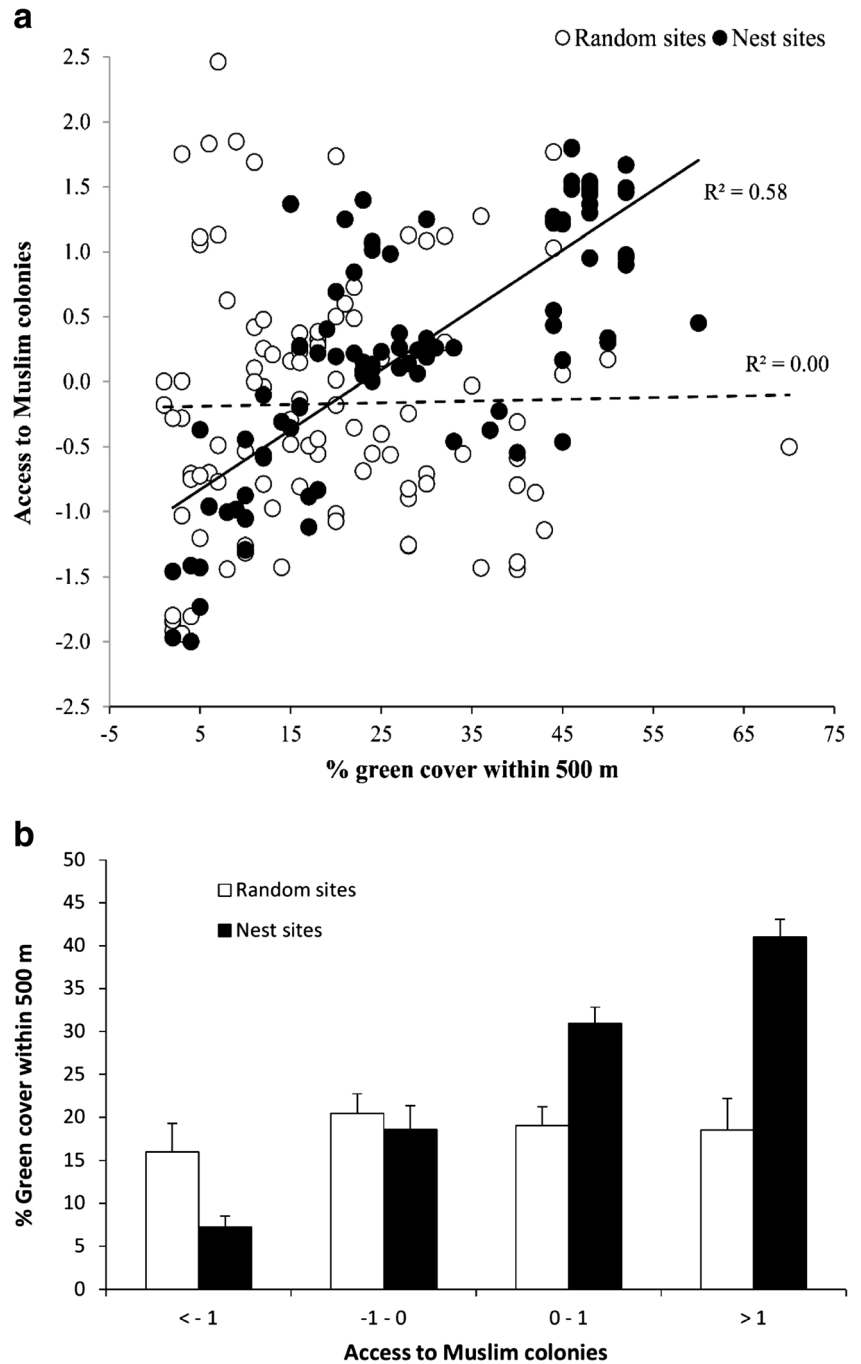 a
Random sites Nest sites
2.5
2.0
1.5
R² = 0.58
1.0
0.5
R² = 0.00
0.0
-0.5
-1.0
-1.5
-2.0
-2.5
Access to Muslim colonies
-5 5 15 25 35 45 55 65 75
% green cover within 500 m
b
50
45
40
35
30
25
20
15
10
5
0
Random sites
Nest sites
% Green cover within 500 m
< - 1 -1 - 0 0 - 1 > 1
Access to Muslim colonies